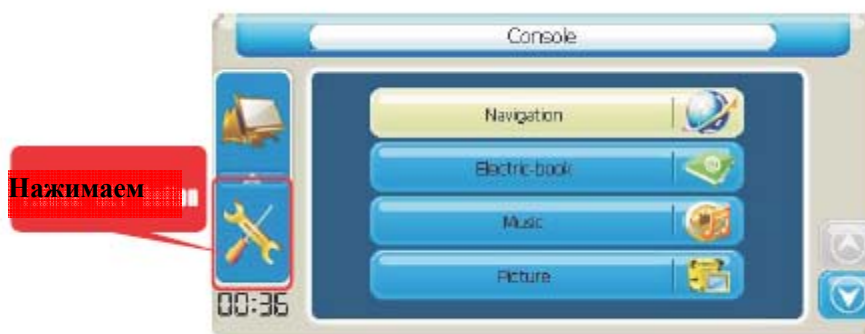 Console
Navigation
Electric-book
Нажимаем
Music
Picture
00:36